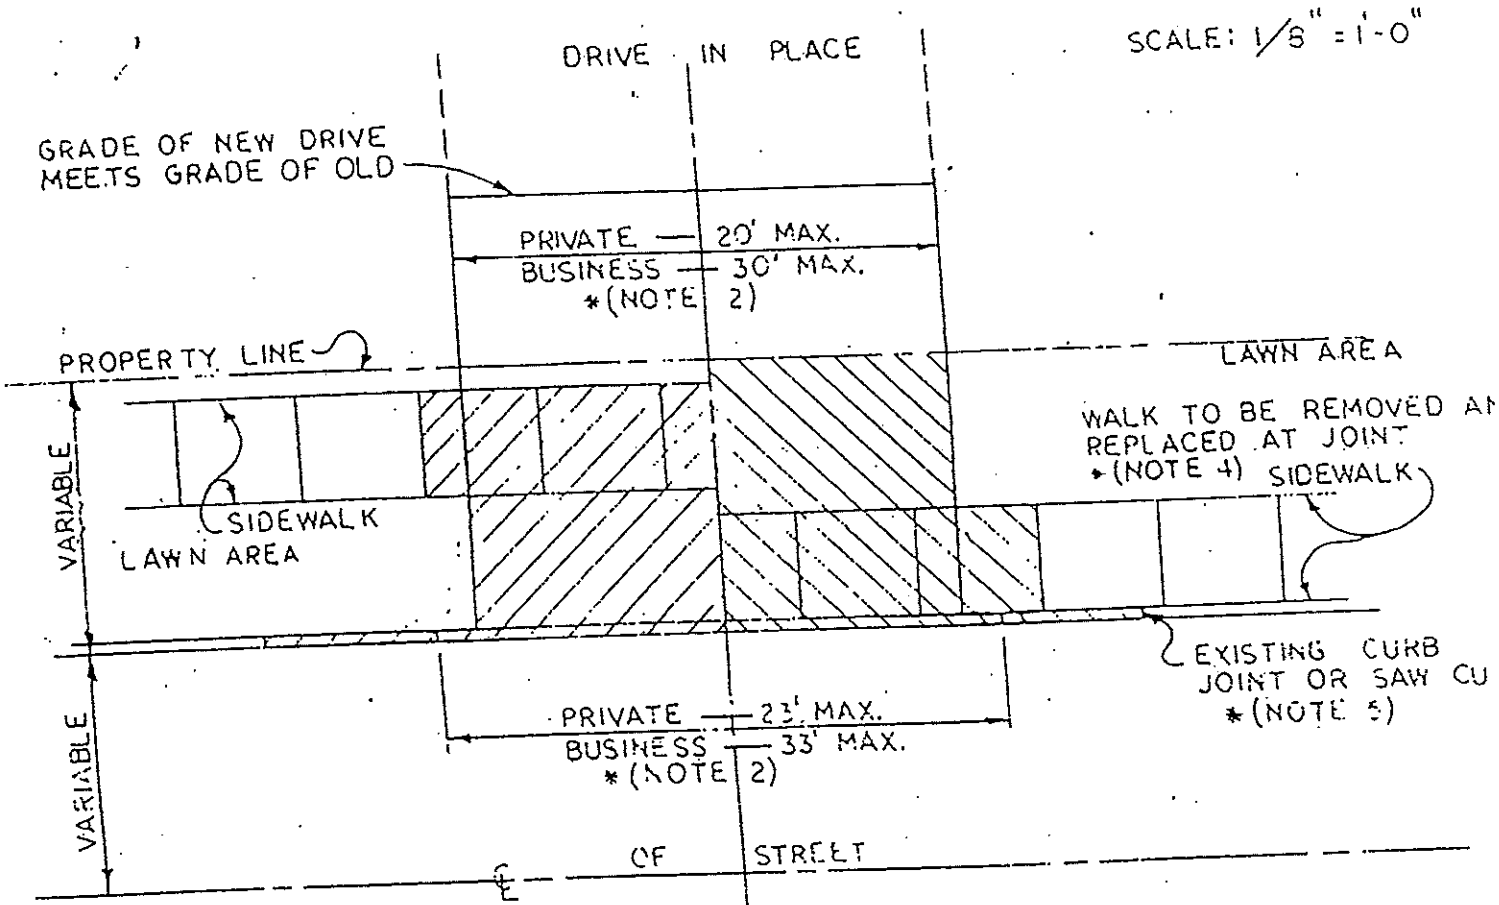 DRIVE IN PLACE
SCALE: 1/8" = 1'-0"
GRADE OF NEW DRIVE
MEETS GRADE OF OLD
PRIVATE — 20' MAX.
BUSINESS — 30' MAX.
*(NOTE 2)
PROPERTY LINE
LAWN AREA
WALK TO BE REMOVED AN
REPLACED AT JOINT
*(NOTE 4)
SIDEWALK
VARIABLE
SIDEWALK
LAWN AREA
EXISTING CURB
JOINT OR SAW CU
*(NOTE 5)
PRIVATE — 23' MAX.
BUSINESS — 33' MAX.
*(NOTE 2)
VARIABLE
℄ OF STREET